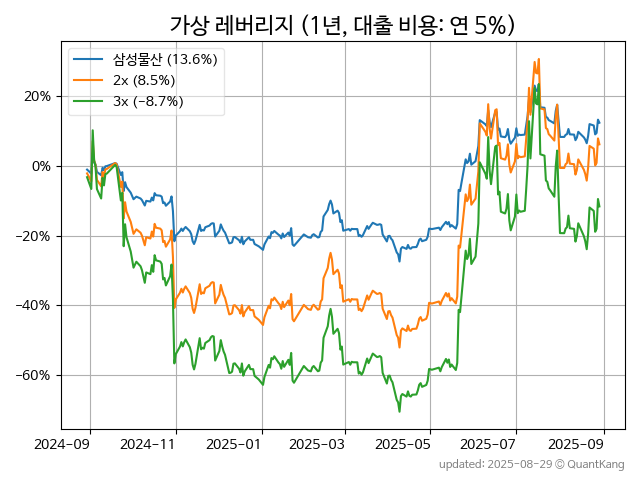 가상 레버리지 (1년, 대출 비용: 연 5%)
삼성물산 (13.6%)
2x (8.5%)
3x (−8.7%)
20%
0%
−20%
−40%
−60%
2024-09 2024-11 2025-01 2025-03 2025-05 2025-07 2025-09
updated: 2025-08-29 © QuantKang